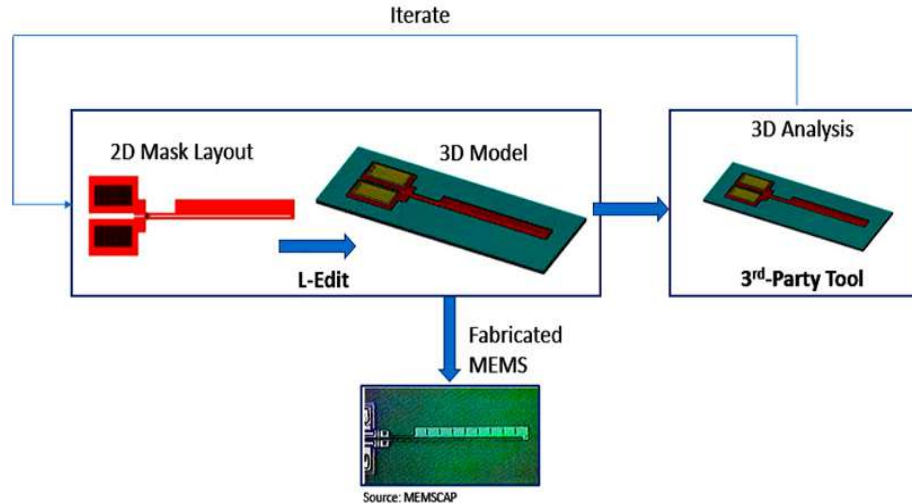 Iterate
2D Mask Layout
3D Model
L-Edit
3D Analysis
3rd-Party Tool
Fabricated
MEMS
Source: MEMSCAP